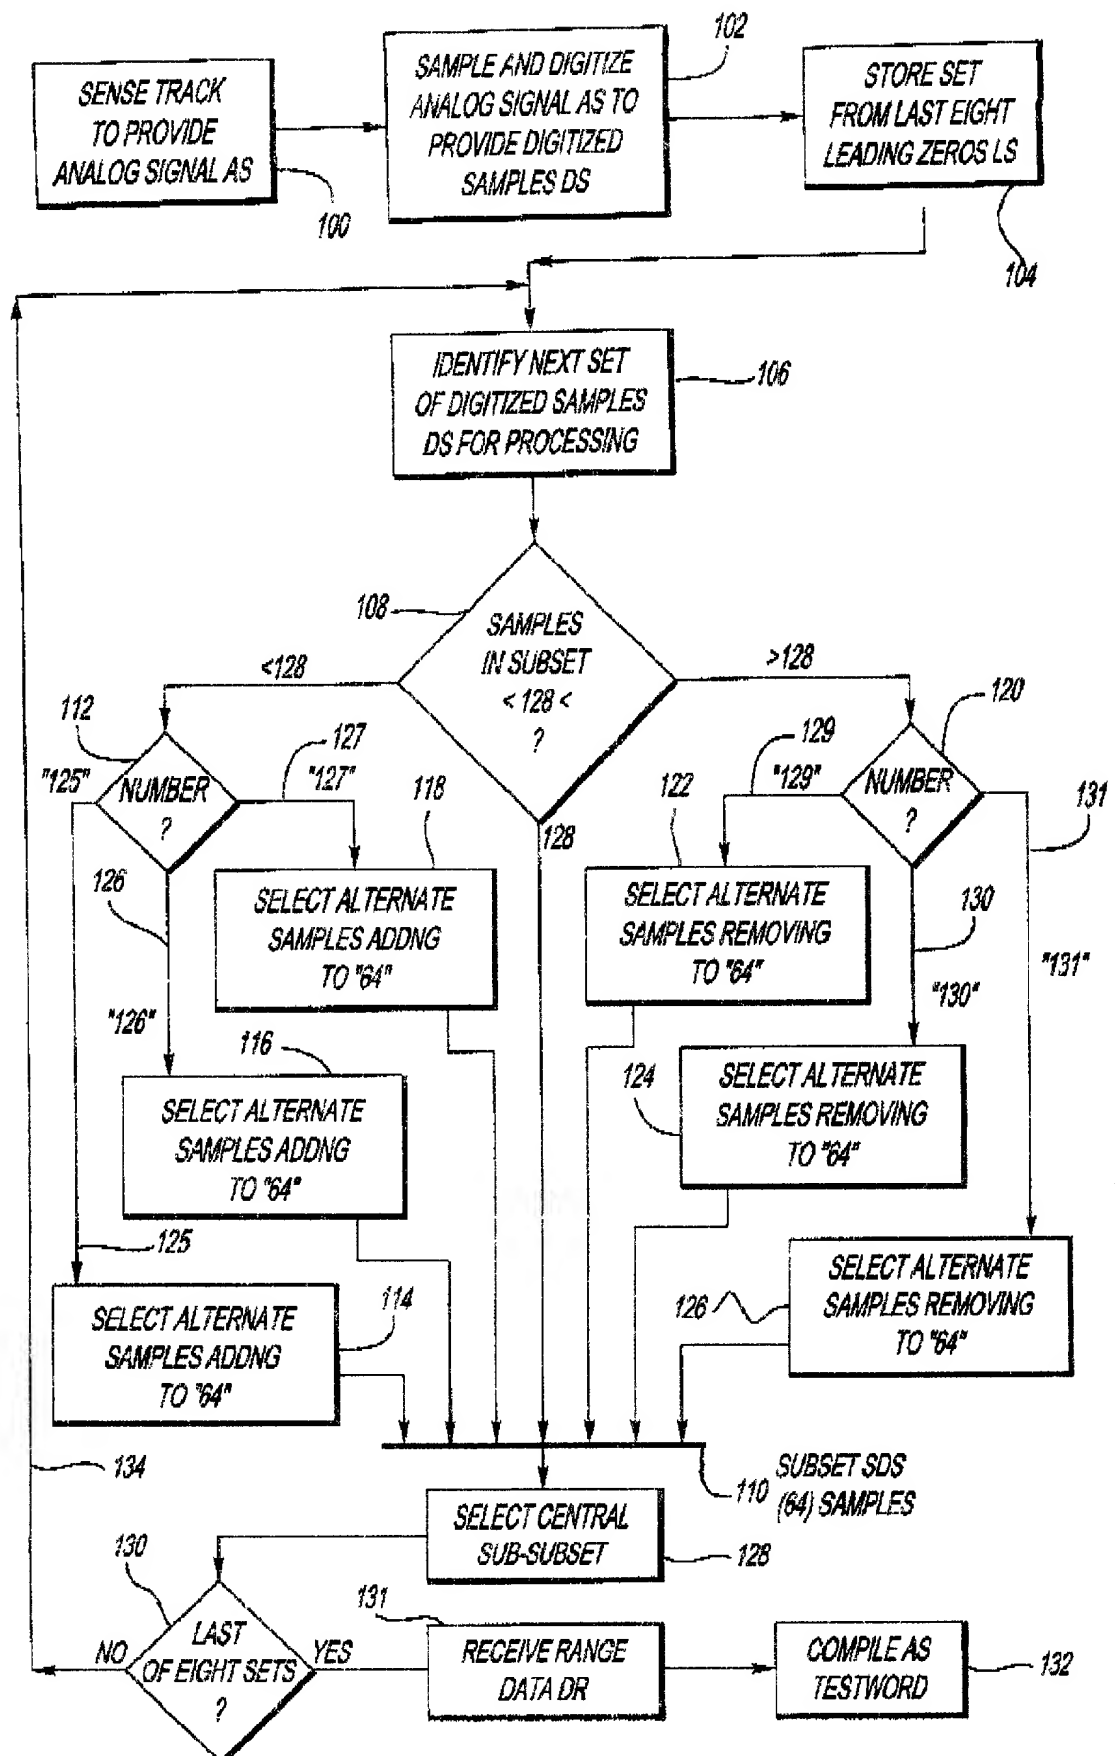 SENSE TRACK
TO PROVIDE
ANALOG SIGNAL AS
100
SAMPLE AND DIGITIZE
ANALOG SIGNAL AS TO
PROVIDE DIGITIZED
SAMPLES DS
102
STORE SET
FROM LAST EIGHT
LEADING ZEROS LS
104
IDENTIFY NEXT SET
OF DIGITIZED SAMPLES
DS FOR PROCESSING
106
108
SAMPLES
IN SUBSET
< 128 <
?
<128
>128
128
112
"125"
NUMBER
?
127
"127"
126
"126"
118
SELECT ALTERNATE
SAMPLES ADDNG
TO "64"
116
SELECT ALTERNATE
SAMPLES ADDNG
TO "64"
125
SELECT ALTERNATE
SAMPLES ADDNG
TO "64"
114
120
NUMBER
?
129
"129"
131
"131"
130
"130"
122
SELECT ALTERNATE
SAMPLES REMOVING
TO "64"
124
SELECT ALTERNATE
SAMPLES REMOVING
TO "64"
126
SELECT ALTERNATE
SAMPLES REMOVING
TO "64"
110
SUBSET SDS
(64) SAMPLES
SELECT CENTRAL
SUB-SUBSET
128
134
130
LAST
OF EIGHT SETS
?
NO
YES
131
RECEIVE RANGE
DATA DR
COMPILE AS
TESTWORD
132